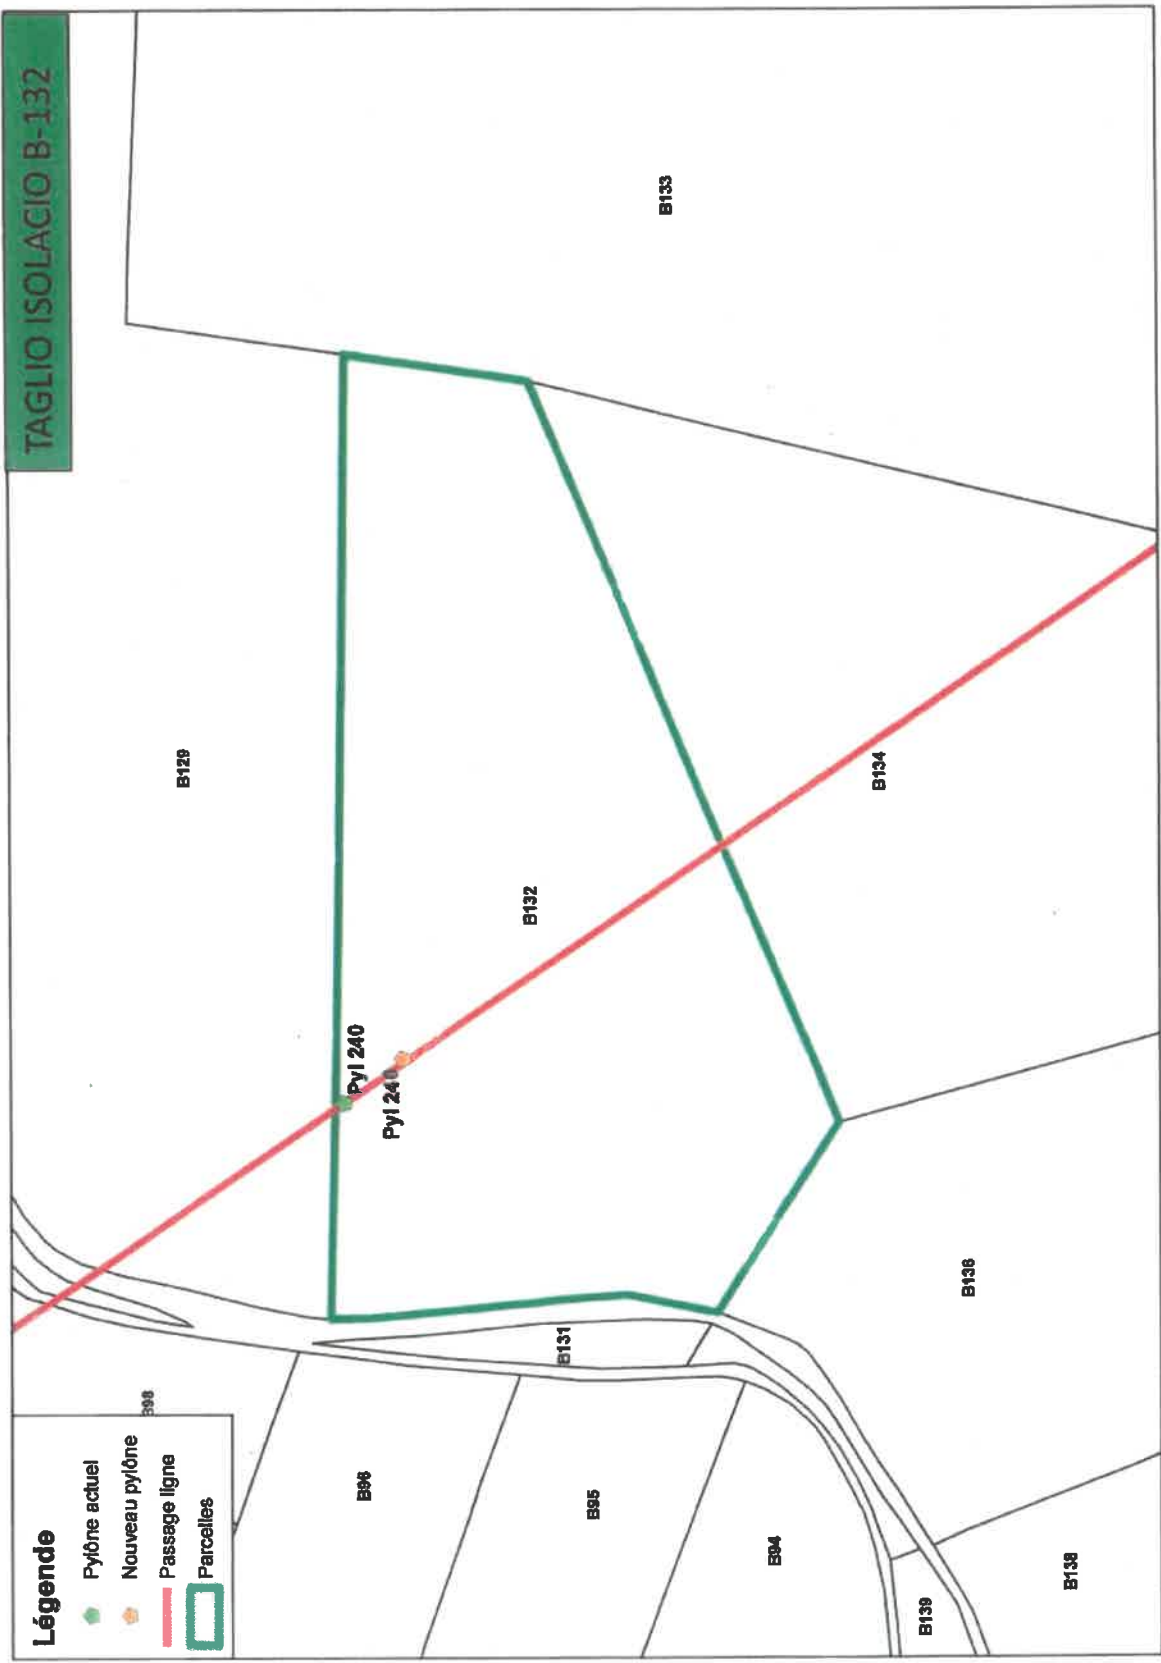 TAGLIO ISOLACIO B-132
Légende
Pylône actuel
Nouveau pylône
Passage ligne
Parcelles
B98
B96
B95
B94
B139
B138
B136
B131
B129
Pyl 240
Pyl 240
B132
B134
B133